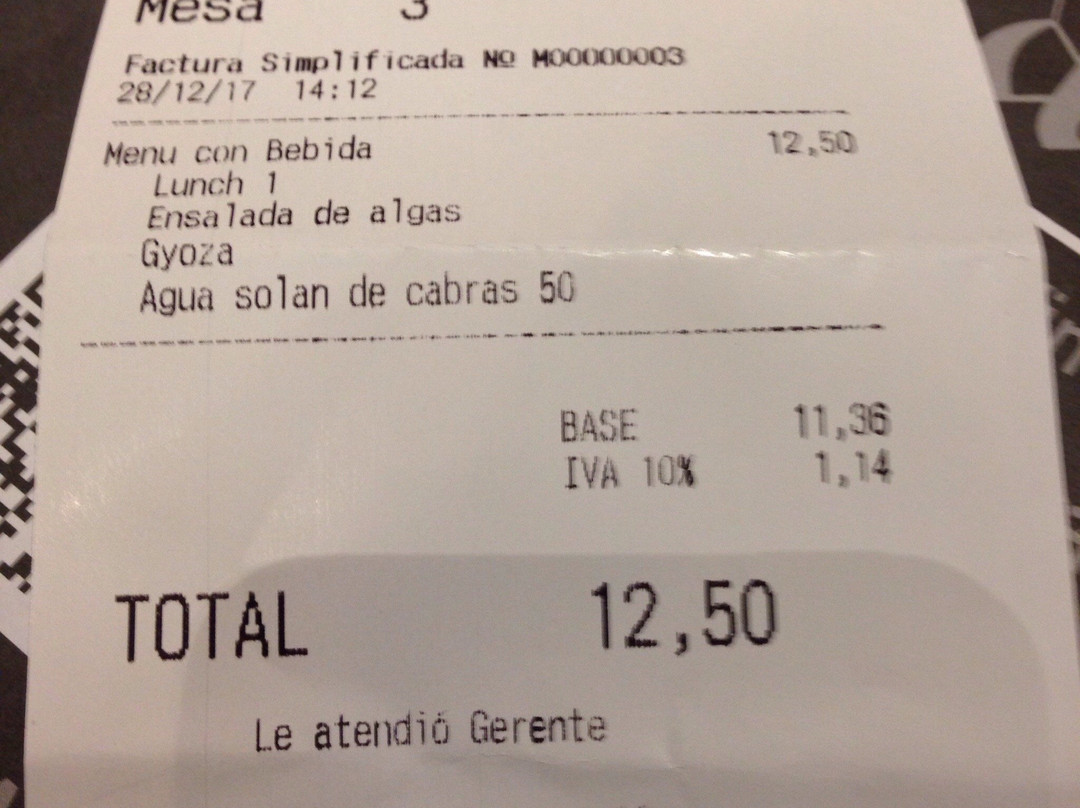 Mesa 3
Factura Simplificada Nº M00000003
28/12/17 14:12
Menu con Bebida 12,50
Lunch 1
Ensalada de algas
Gyoza
Agua solan de cabras 50
BASE 11,36
IVA 10% 1,14
TOTAL 12,50
Le atendió Gerente